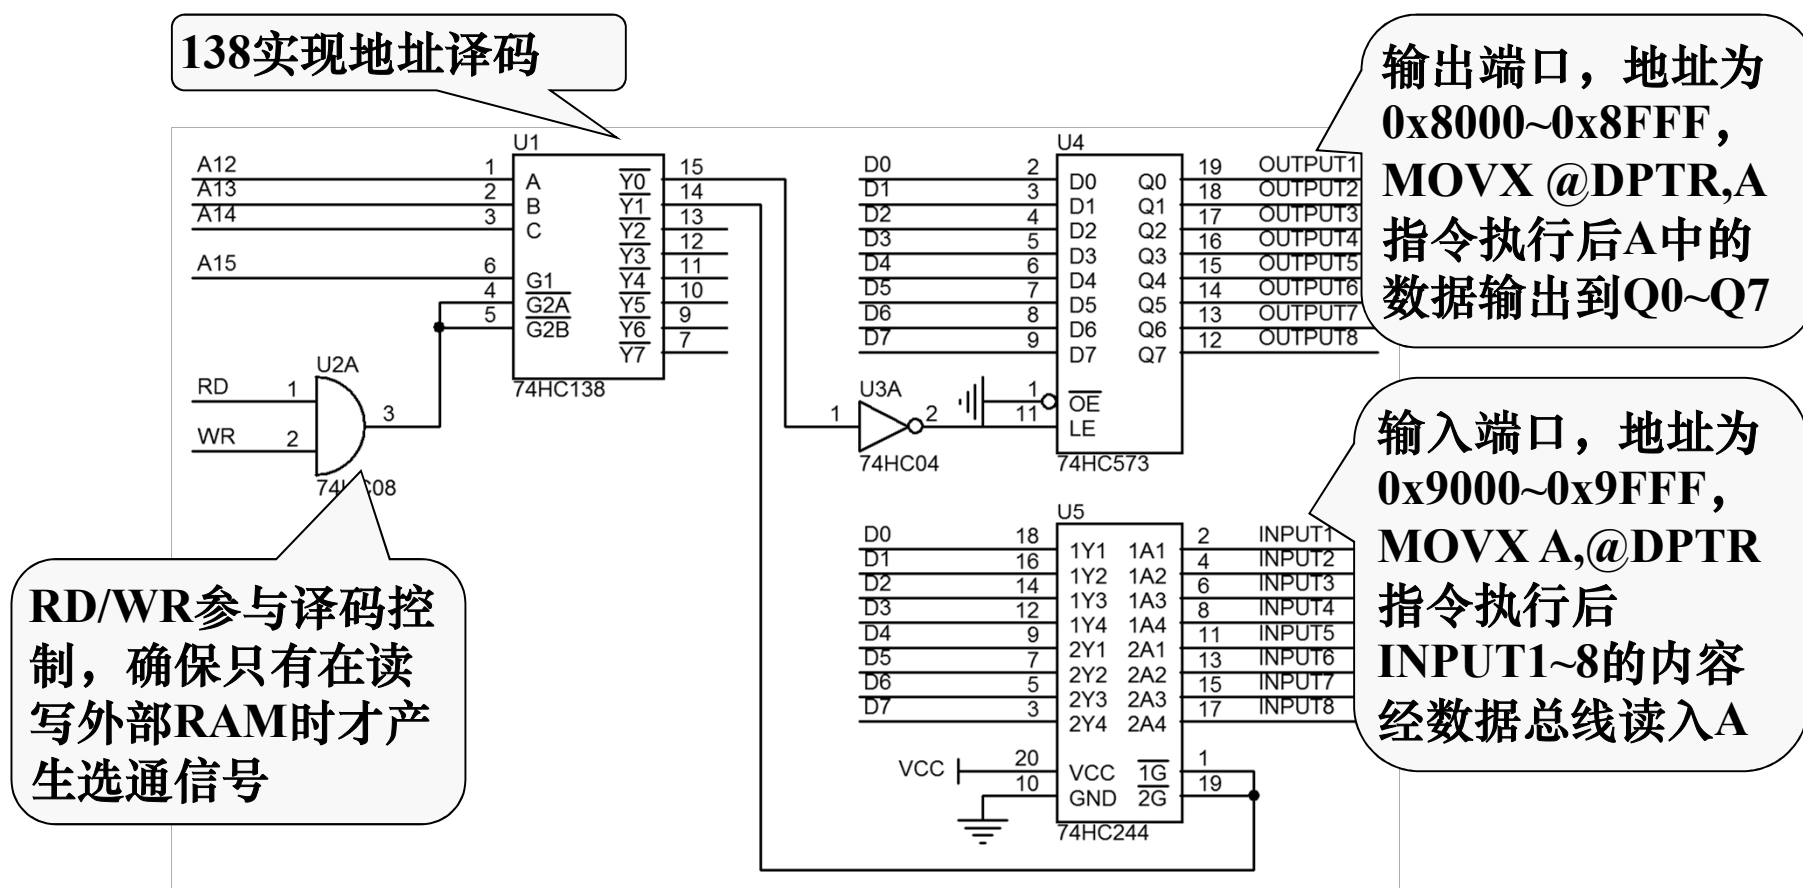 138实现地址译码
输出端口，地址为
0x8000~0x8FFF，
MOVX @DPTR,A
指令执行后A中的
数据输出到Q0~Q7
U1
A12 1 A Y0 15
A13 2 B Y1 14
A14 3 C Y2 13
Y3 12
A15 6 G1 Y4 11
4 G2A Y5 10
5 G2B Y6 9
Y7 7
74HC138
U2A
RD 1
3
WR 2
74HC08
U4
D0 2 D0 Q0 19 OUTPUT1
D1 3 D1 Q1 18 OUTPUT2
D2 4 D2 Q2 17 OUTPUT3
D3 5 D3 Q3 16 OUTPUT4
D4 6 D4 Q4 15 OUTPUT5
D5 7 D5 Q5 14 OUTPUT6
D6 8 D6 Q6 13 OUTPUT7
D7 9 D7 Q7 12 OUTPUT8
1 OE
11 LE
74HC573
U3A
1 2
74HC04
输入端口，地址为
0x9000~0x9FFF，
MOVX A,@DPTR
指令执行后
INPUT1~8的内容
经数据总线读入A
U5
D0 18 1Y1 1A1 2 INPUT1
D1 16 1Y2 1A2 4 INPUT2
D2 14 1Y3 1A3 6 INPUT3
D3 12 1Y4 1A4 8 INPUT4
D4 9 2Y1 2A1 11 INPUT5
D5 7 2Y2 2A2 13 INPUT6
D6 5 2Y3 2A3 15 INPUT7
D7 3 2Y4 2A4 17 INPUT8
VCC 20 VCC 1G 1
10 GND 2G 19
74HC244
RD/WR参与译码控
制，确保只有在读
写外部RAM时才产
生选通信号